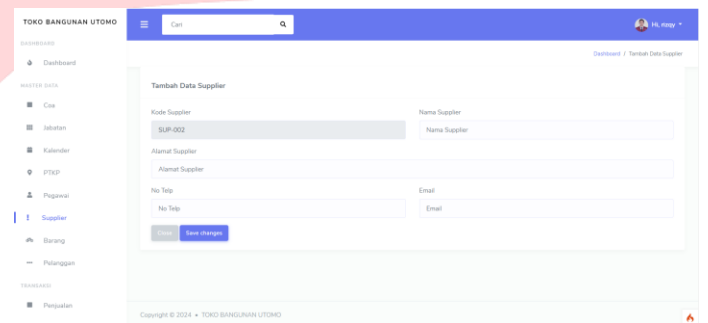 TOKO BANGUNAN UTOMO
Cari
Hi, rizqy
DASHBOARD
Dashboard / Tambah Data Supplier
Dashboard
MASTER DATA
Coa
Jabatan
Kalender
PTKP
Pegawai
Supplier
Barang
Pelanggan
TRANSAKSI
Penjualan
Tambah Data Supplier
Kode Supplier
Nama Supplier
SUP-002
Nama Supplier
Alamat Supplier
Alamat Supplier
No Telp
Email
No Telp
Email
Close
Save changes
Copyright © 2024 • TOKO BANGUNAN UTOMO